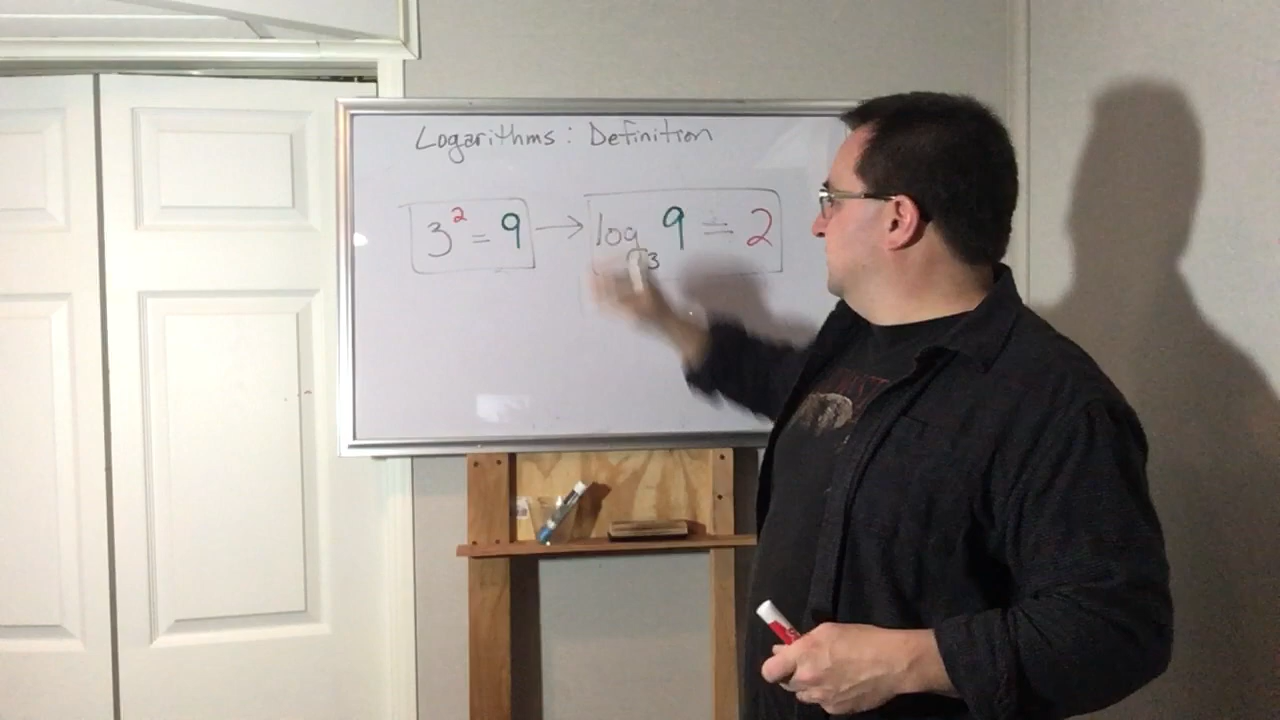 Logarithms: Definition
3² = 9 → log₃ 9 = 2